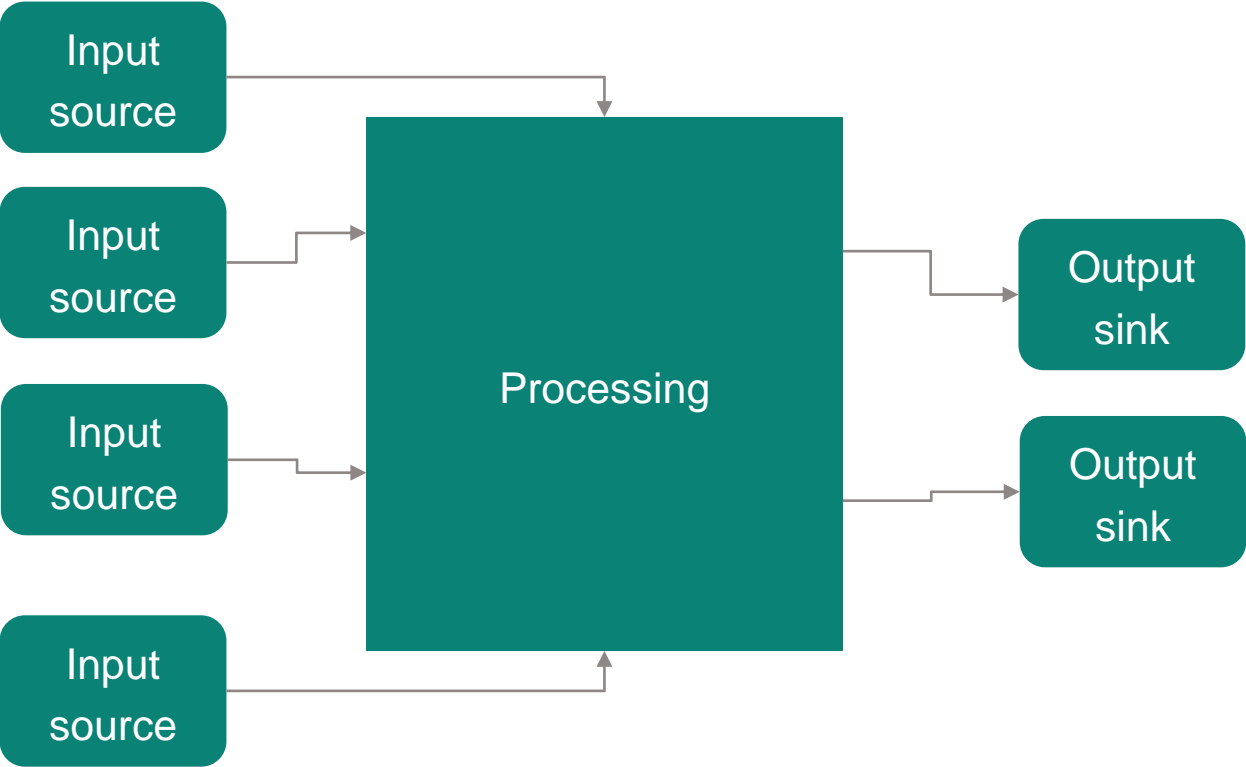 Input
source
Input
source
Input
source
Input
source
Processing
Output
sink
Output
sink